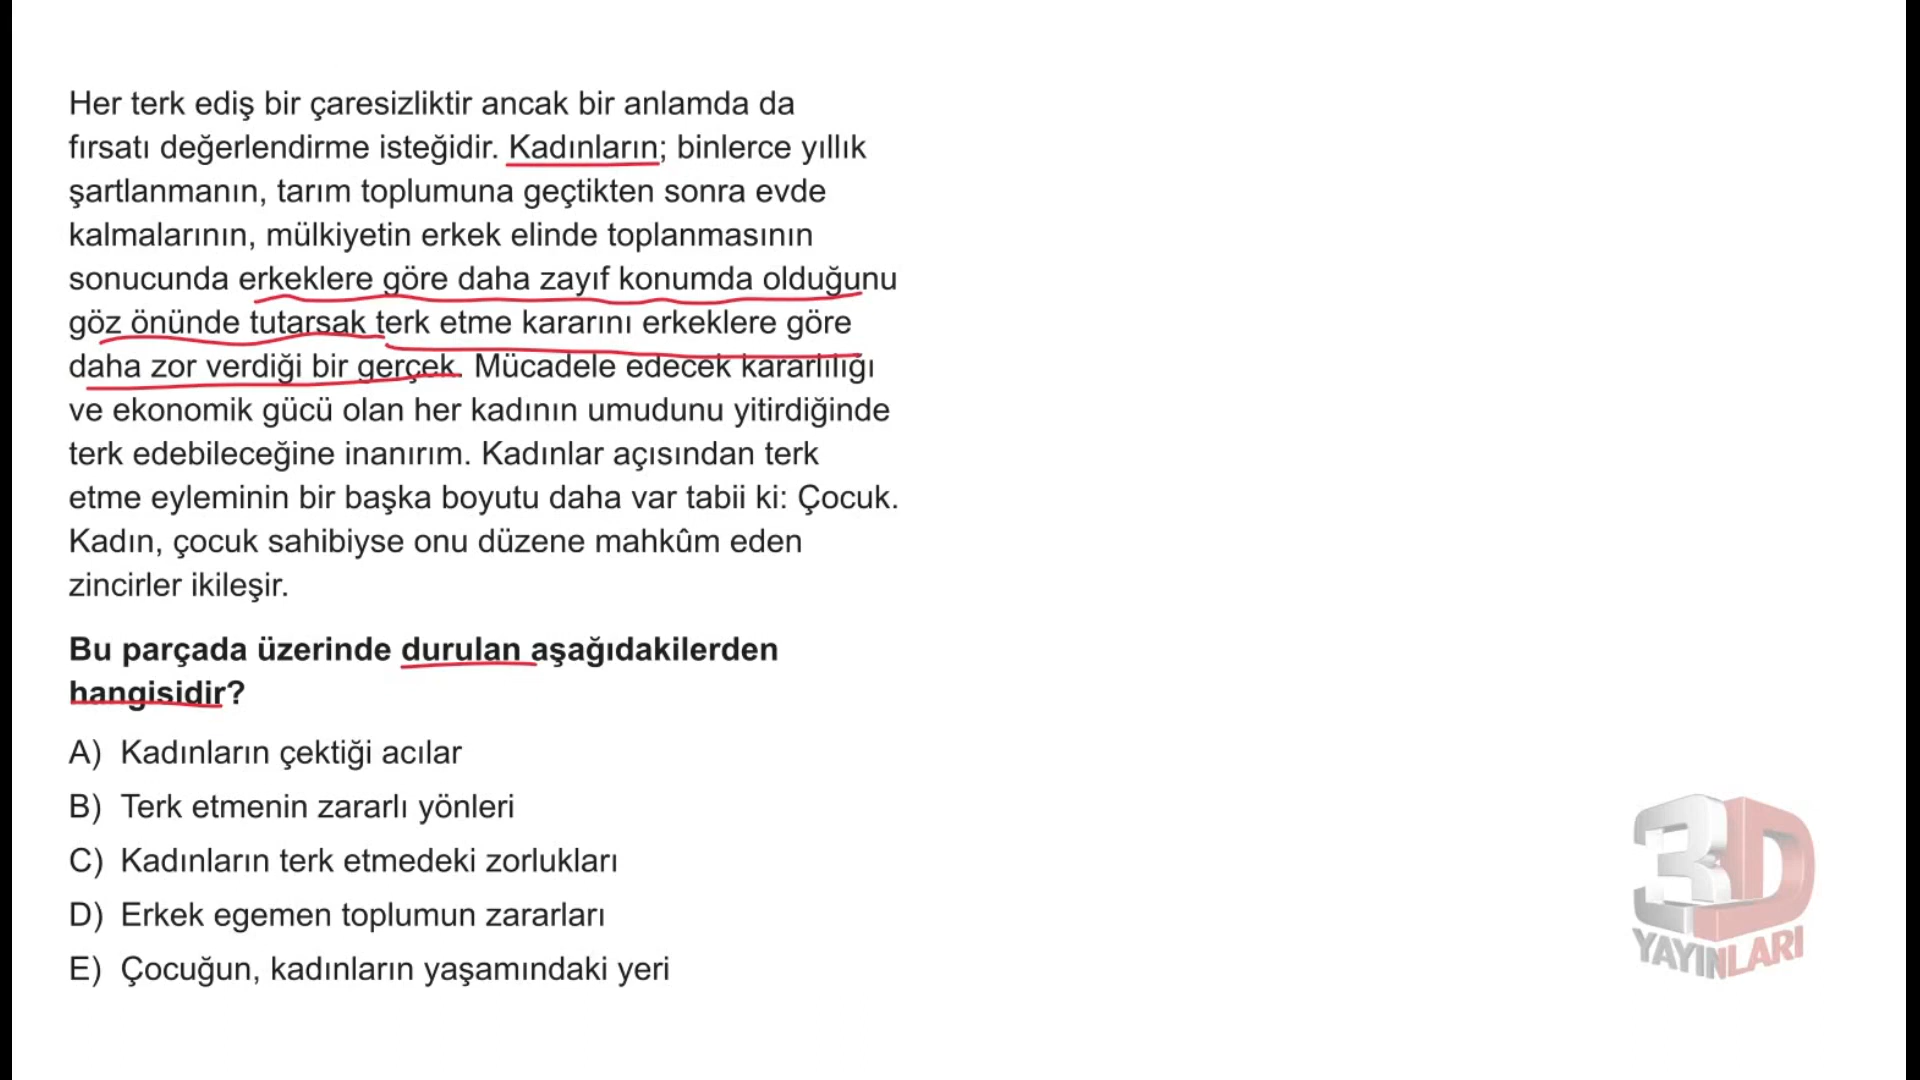 Her terk ediş bir çaresizliktir ancak bir anlamda da
fırsatı değerlendirme isteğidir. Kadınların; binlerce yıllık
şartlanmanın, tarım toplumuna geçtikten sonra evde
kalmalarının, mülkiyetin erkek elinde toplanmasının
sonucunda erkeklere göre daha zayıf konumda olduğunu
göz önünde tutarsak terk etme kararını erkeklere göre
daha zor verdiği bir gerçek. Mücadele edecek kararlılığı
ve ekonomik gücü olan her kadının umudunu yitirdiğinde
terk edebileceğine inanırım. Kadınlar açısından terk
etme eyleminin bir başka boyutu daha var tabii ki: Çocuk.
Kadın, çocuk sahibiyse onu düzene mahkûm eden
zincirler ikileşir.
Bu parçada üzerinde durulan aşağıdakilerden
hangisidir?
A) Kadınların çektiği acılar
B) Terk etmenin zararlı yönleri
C) Kadınların terk etmedeki zorlukları
D) Erkek egemen toplumun zararları
E) Çocuğun, kadınların yaşamındaki yeri
3D
YAYINLARI